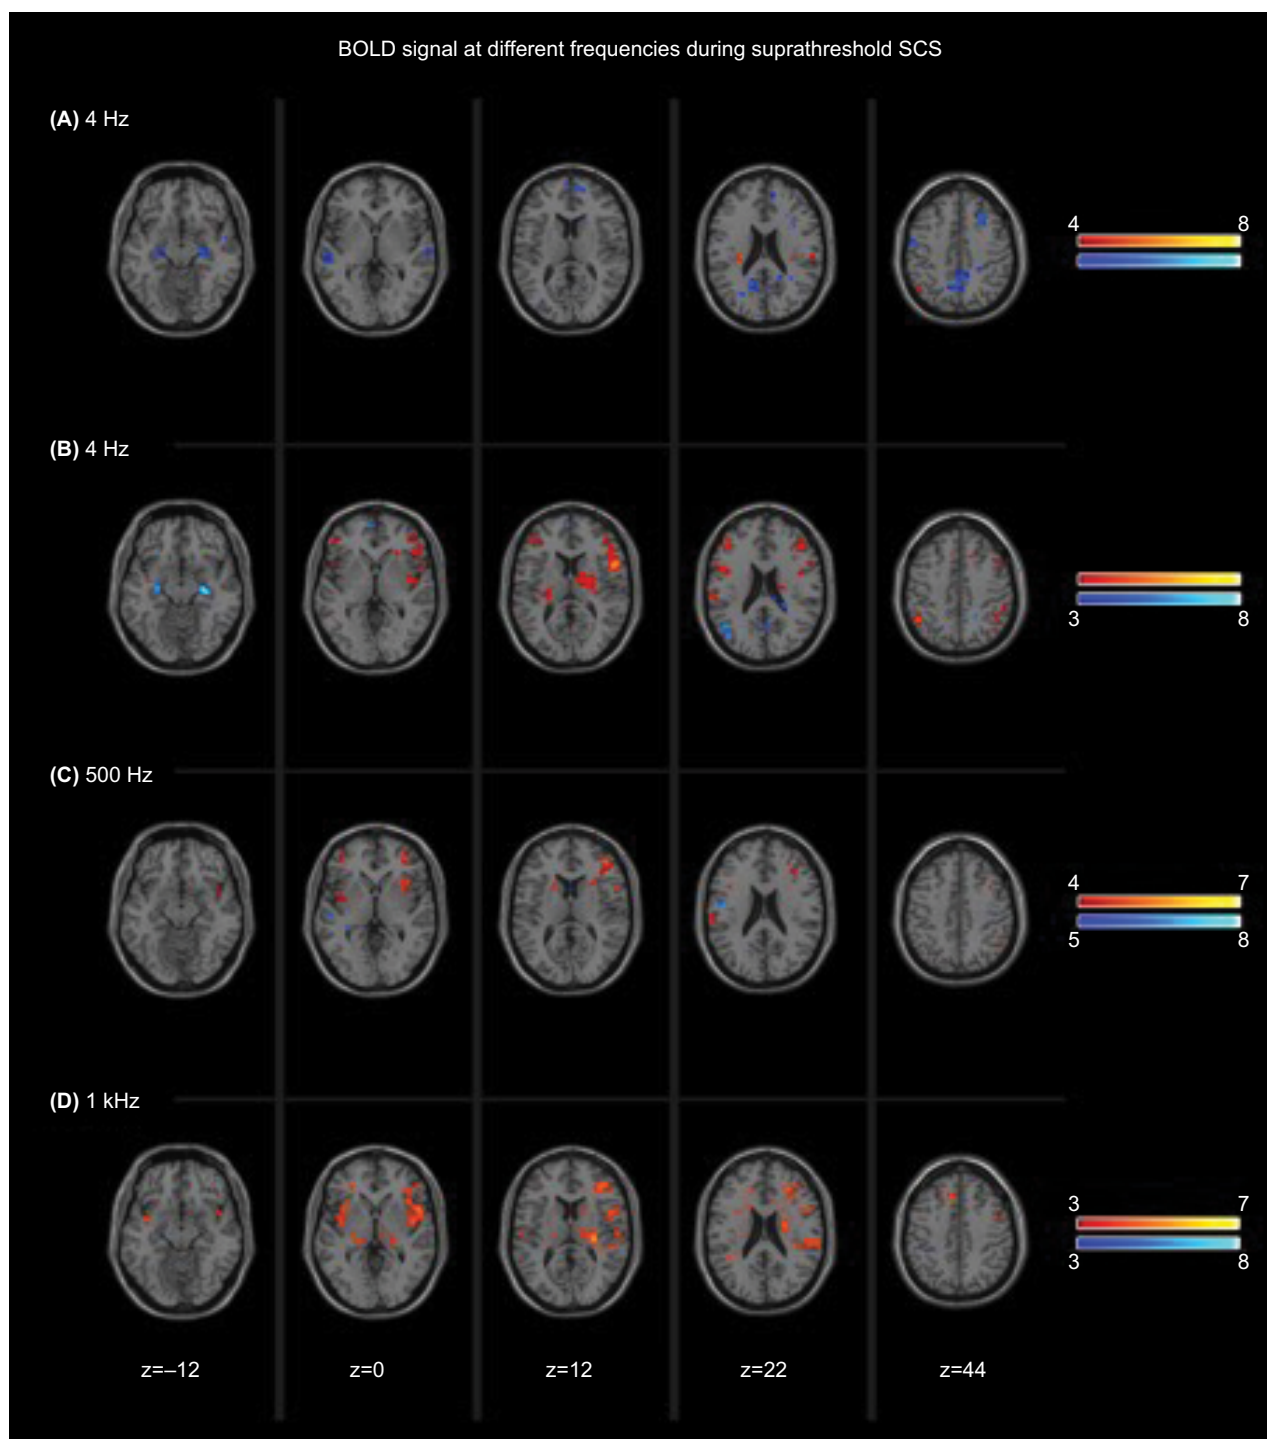 BOLD signal at different frequencies during suprathreshold SCS
(A) 4 Hz
4 8
(B) 4 Hz
3 8
(C) 500 Hz
4 7
5 8
(D) 1 kHz
3 7
3 8
z=–12 z=0 z=12 z=22 z=44